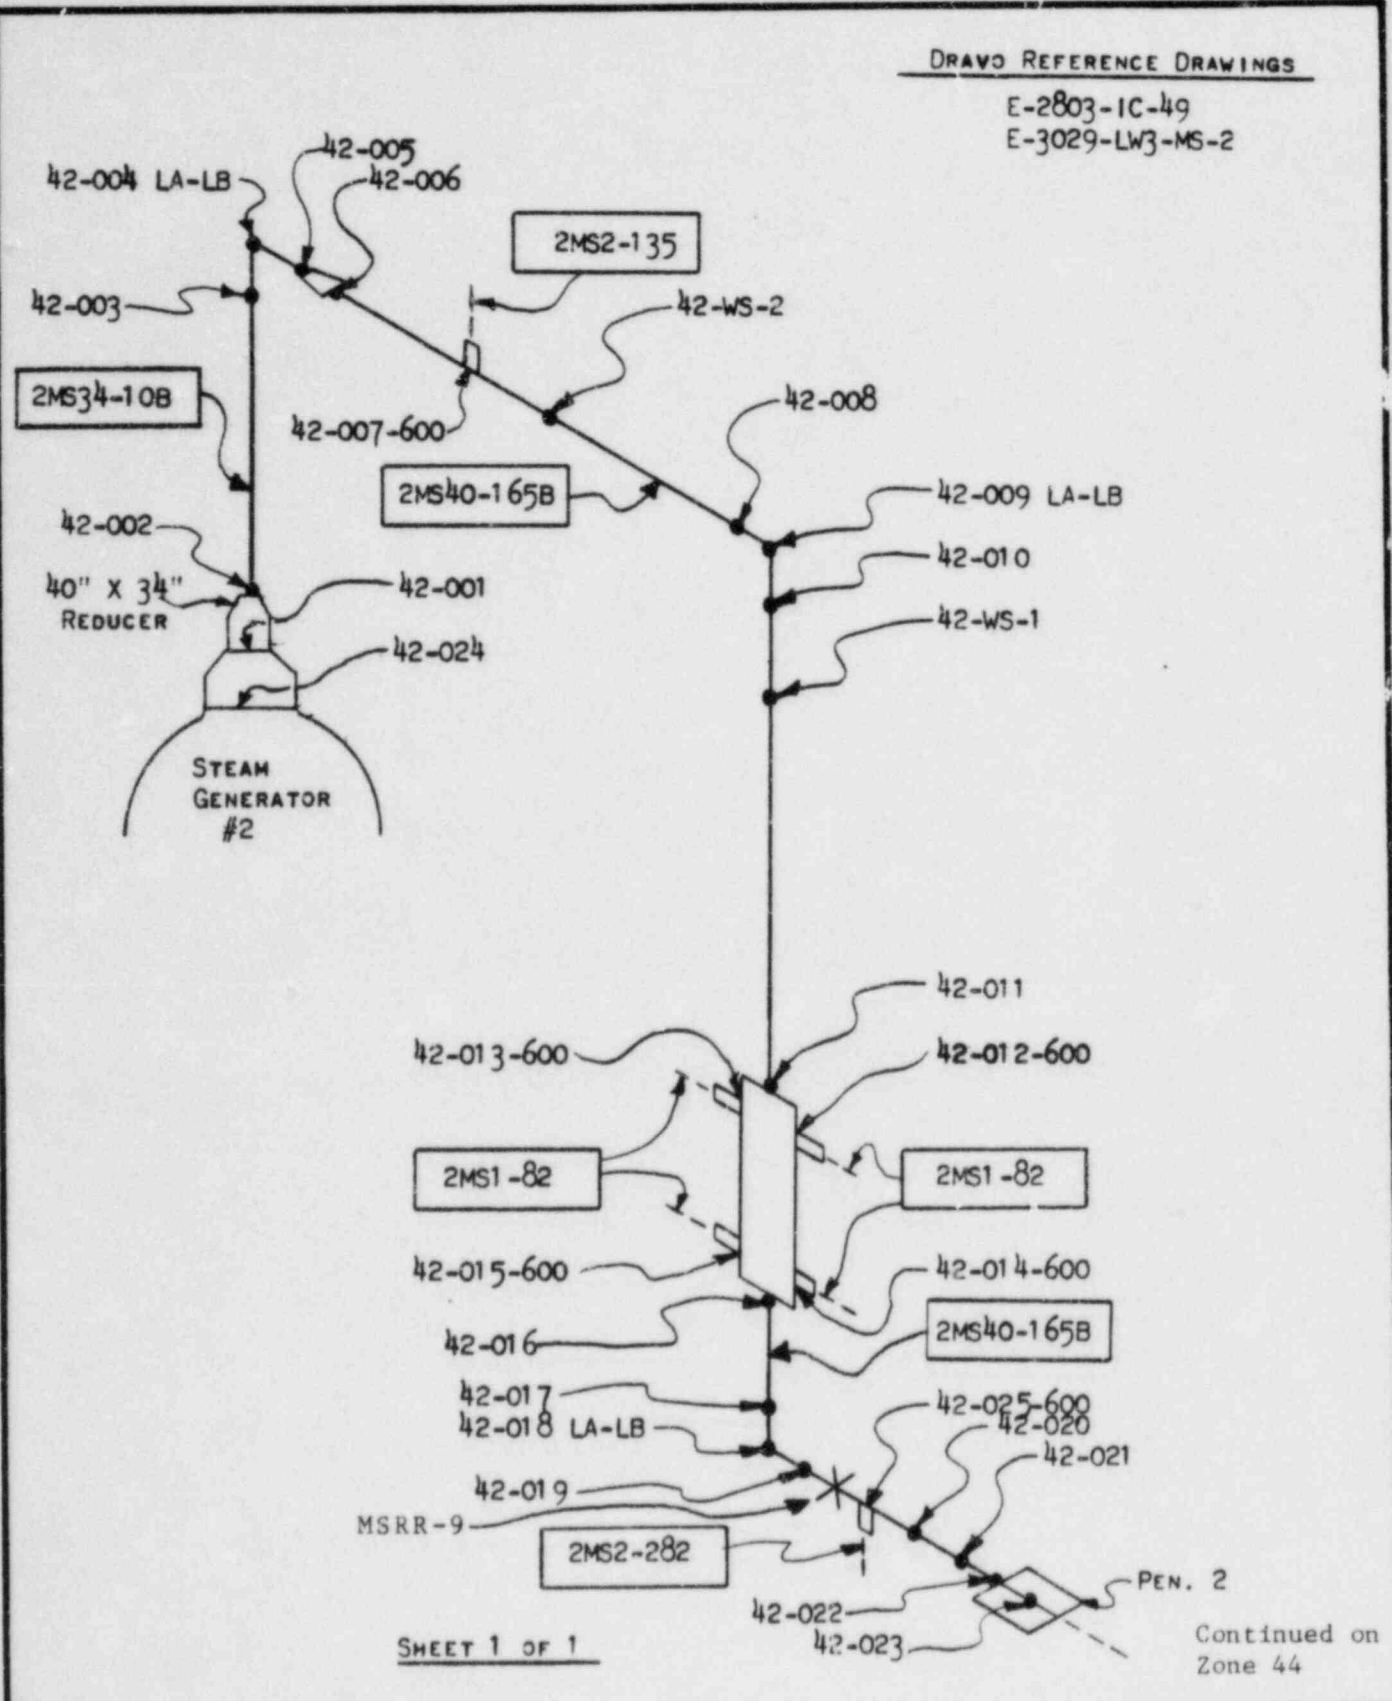 DRAVO REFERENCE DRAWINGS
E-2803-IC-49
E-3029-LW3-MS-2
42-005
42-004 LA-LB
42-006
2MS2-135
42-003
42-WS-2
2MS34-10B
42-008
42-007-600
2MS40-165B
42-009 LA-LB
42-002
42-010
40" X 34"
REDUCER
42-001
42-WS-1
42-024
STEAM
GENERATOR
#2
42-011
42-013-600
42-012-600
2MS1-82
2MS1-82
42-015-600
42-014-600
42-016
2MS40-165B
42-017
42-025-600
42-018 LA-LB
42-020
42-021
42-019
MSRR-9
2MS2-282
PEN. 2
42-022
42-023
SHEET 1 OF 1
Continued on
Zone 44